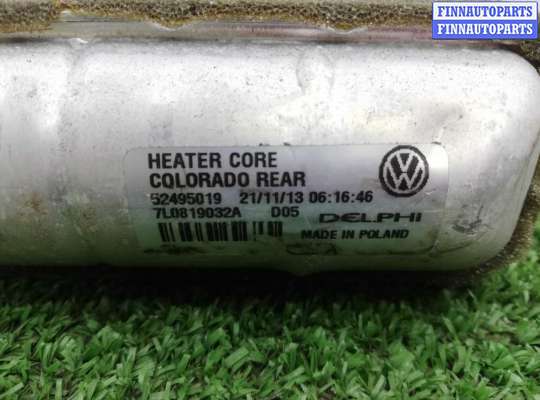 FINNAUTOPARTS
FINNAUTOPARTS
HEATER CORE
COLORADO REAR
52495019 21/11/13 06:16:46
7L0819032A D05 DELPHI
MADE IN POLAND